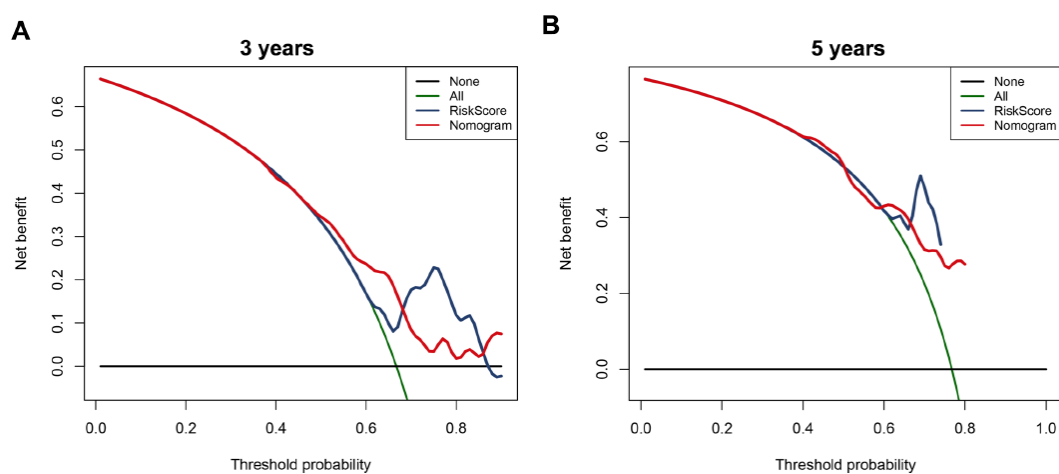 A
3 years
None
All
RiskScore
Nomogram
Net benefit
0.6
0.5
0.4
0.3
0.2
0.1
0.0
0.0 0.2 0.4 0.6 0.8
Threshold probability
B
5 years
None
All
RiskScore
Nomogram
Net benefit
0.6
0.4
0.2
0.0
0.0 0.2 0.4 0.6 0.8 1.0
Threshold probability